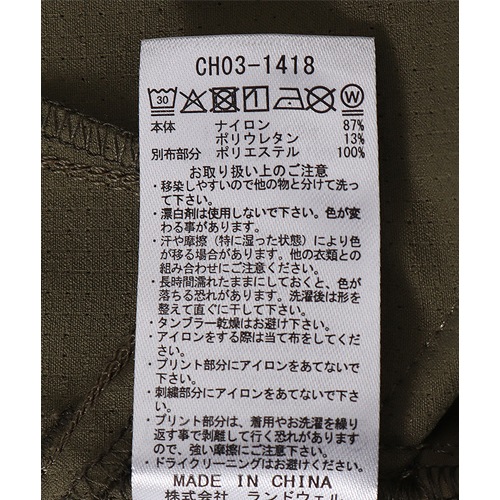 CH03-1418
30 W
本体 ナイロン 87%
ポリウレタン 13%
別布部分 ポリエステル 100%
お取り扱い上のご注意
・移染しやすいので他の物と分けて洗っ
て下さい。
・漂白剤は使用しないで下さい。色が変
わる事があります。
・汗や摩擦（特に湿った状態）により色
が移る場合があります。他の衣類との
組み合わせにご注意ください。
・長時間濡れたままにしておくと、色が
落ちる恐れがあります。洗濯後は形を
整えて直ぐに干して下さい。
・タンブラー乾燥はお避け下さい。
・アイロンをする際は当て布をしてくだ
さい。
・プリント部分にアイロンをあてないで下
さい。
・刺繍部分にアイロンをあてないで下さ
い。
・プリント部分は、着用やお洗濯を繰り
返す事で剥離して行く恐れがあります
ので、強い摩擦にご注意下さい。
・ドライクリーニングはお避け下さい。
MADE IN CHINA
株式会社 ランドウェル